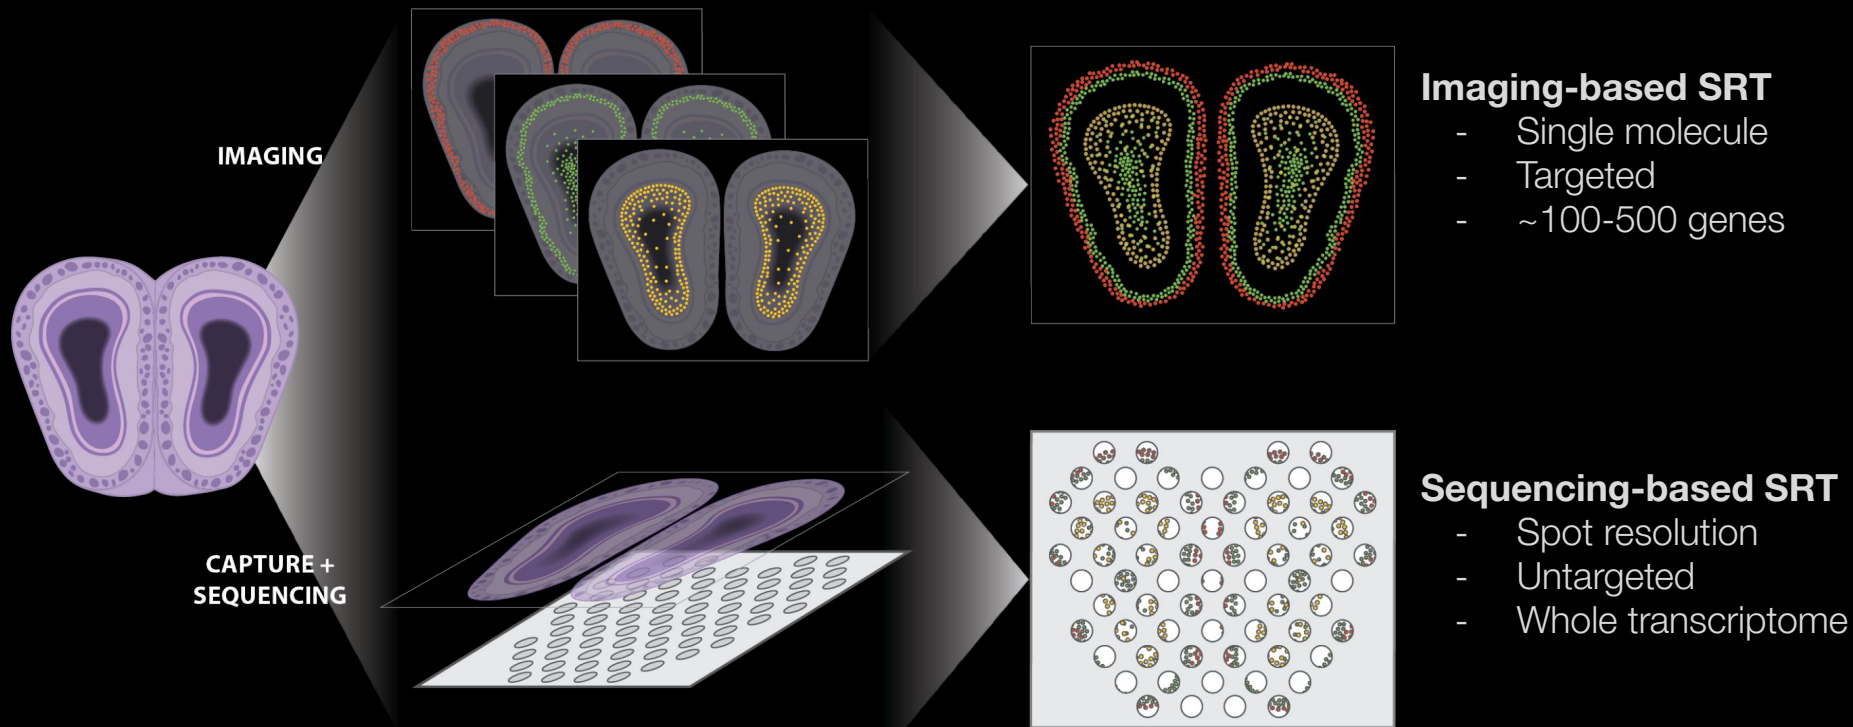 IMAGING
Imaging-based SRT
- Single molecule
- Targeted
- ~100-500 genes
CAPTURE +
SEQUENCING
Sequencing-based SRT
- Spot resolution
- Untargeted
- Whole transcriptome